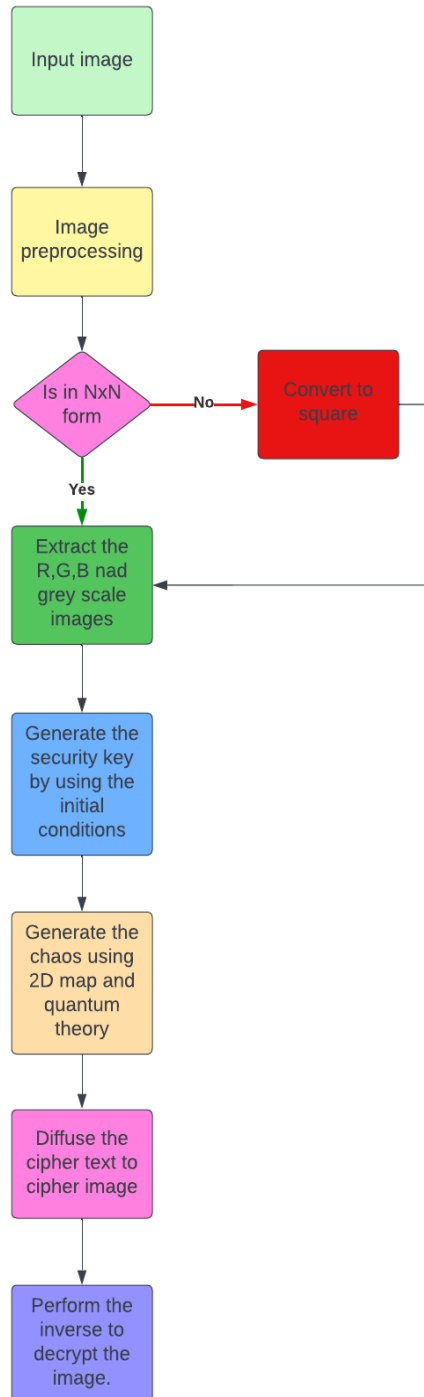 Input image
Image
preprocessing
Is in NxN
form
No
Convert to
square
Yes
Extract the
R,G,B nad
grey scale
images
Generate the
security key
by using the
initial
conditions
Generate the
chaos using
2D map and
quantum
theory
Diffuse the
cipher text to
cipher image
Perform the
inverse to
decrypt the
image.